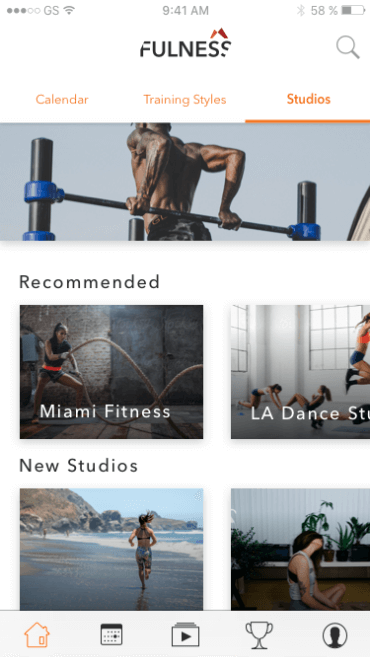 GS 9:41 AM 58 %
FULNESS
Calendar Training Styles Studios
Recommended
Miami Fitness LA Dance Stu
New Studios